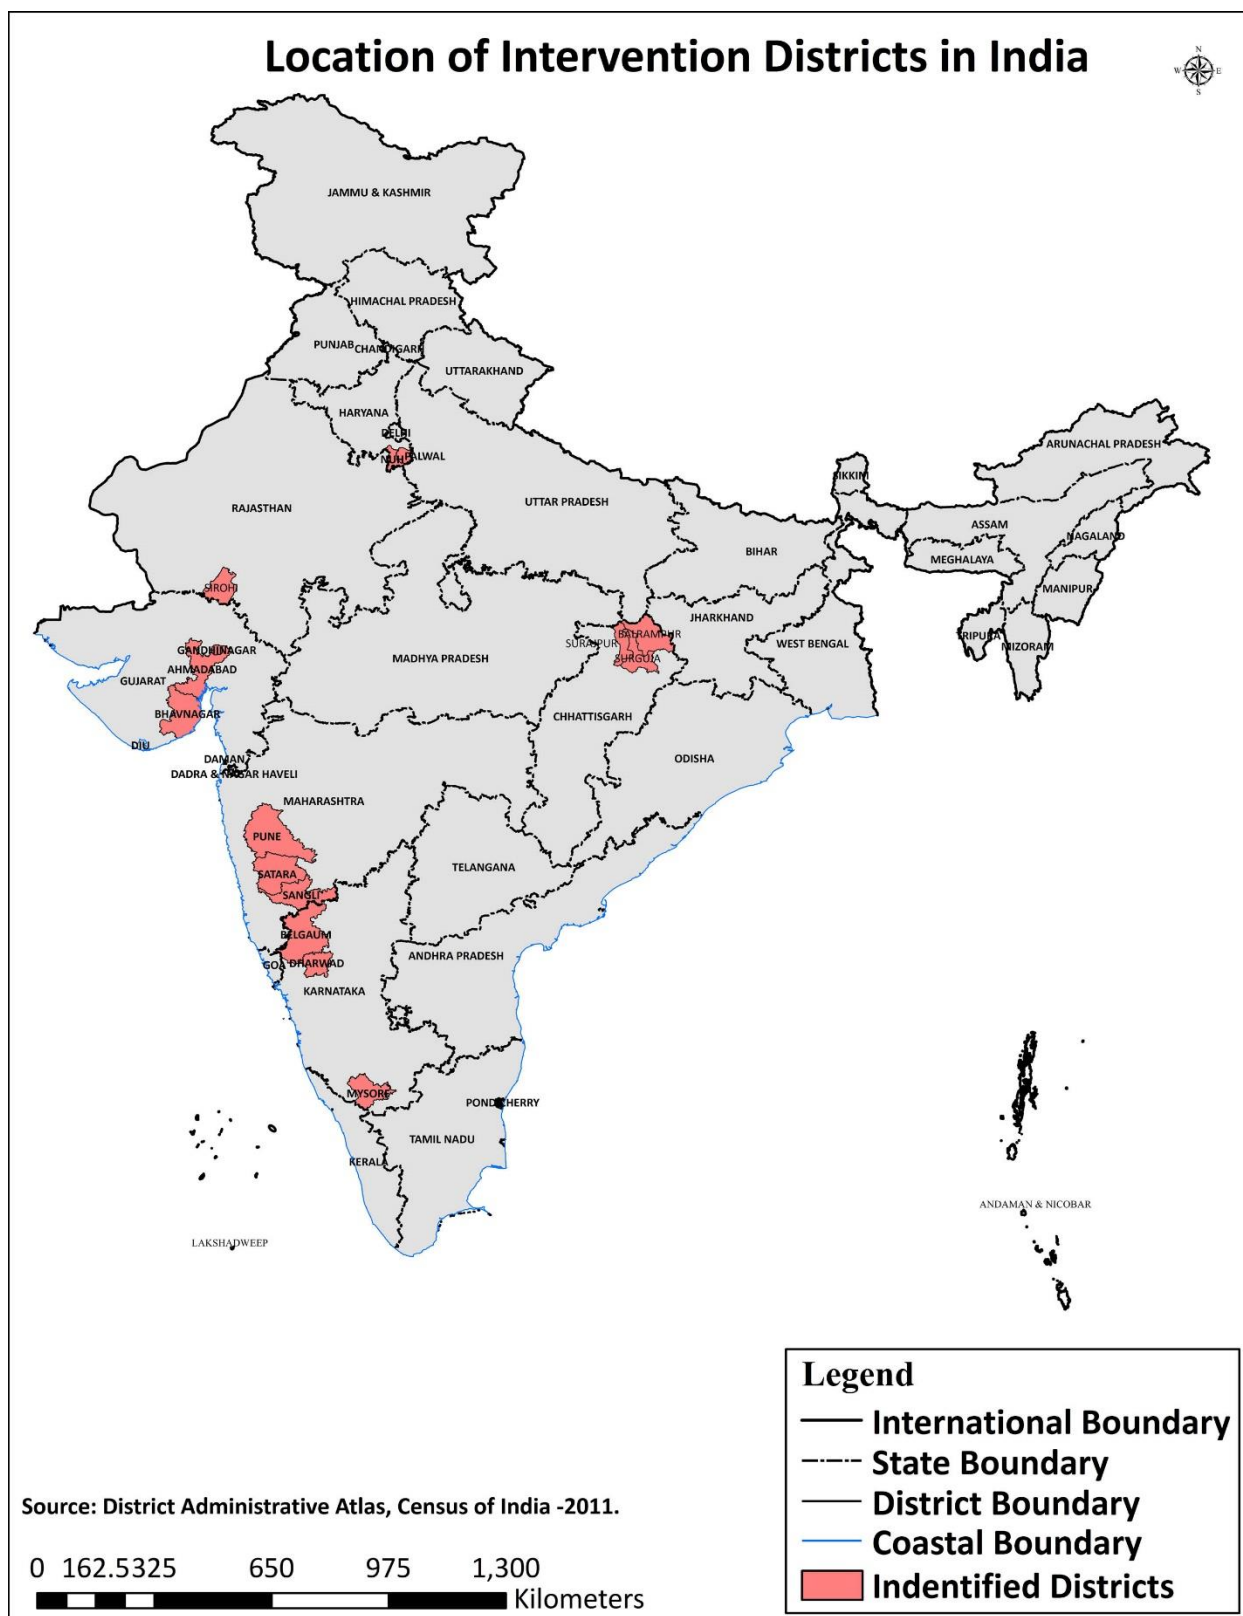 Location of Intervention Districts in India
N
W E
S
JAMMU & KASHMIR
HIMACHAL PRADESH
PUNJAB
CHANDIGARH
UTTARAKHAND
HARYANA
DELHI
NUH PALWAL
ARUNACHAL PRADESH
SIKKIM
RAJASTHAN
UTTAR PRADESH
ASSAM
NAGALAND
BIHAR
MEGHALAYA
SIROHI
MANIPUR
JHARKHAND
BALRAMPUR
SURAJPUR
WEST BENGAL
TRIPURA
MIZORAM
GANDHINAGAR
MADHYA PRADESH
SURGUJA
AHMADABAD
GUJARAT
BHAVNAGAR
CHHATTISGARH
DIU
DAMAN
ODISHA
DADRA & NAGAR HAVELI
MAHARASHTRA
PUNE
TELANGANA
SATARA
SANGLI
BELGAUM
ANDHRA PRADESH
GOA DHARWAD
KARNATAKA
MYSORE
PONDICHERRY
TAMIL NADU
KERALA
ANDAMAN & NICOBAR
LAKSHADWEEP
Legend
International Boundary
State Boundary
District Boundary
Coastal Boundary
Indentified Districts
Source: District Administrative Atlas, Census of India -2011.
0 162.5325 650 975 1,300
Kilometers